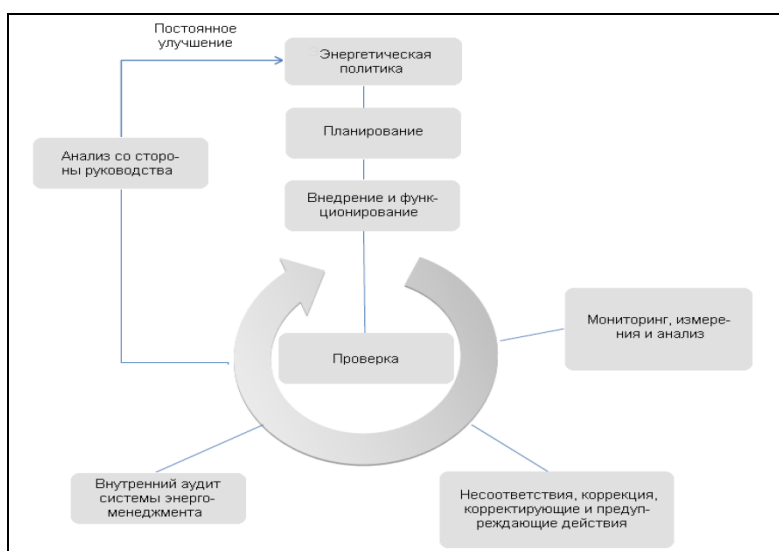 Постоянное
улучшение
Энергетическая
политика
Планирование
Анализ со сторо-
ны руководства
Внедрение и функ-
ционирование
Мониторинг, измере-
ния и анализ
Проверка
Внутренний аудит
системы энерго-
менеджмента
Несоответствия, коррекция,
корректирующие и предуп-
реждающие действия